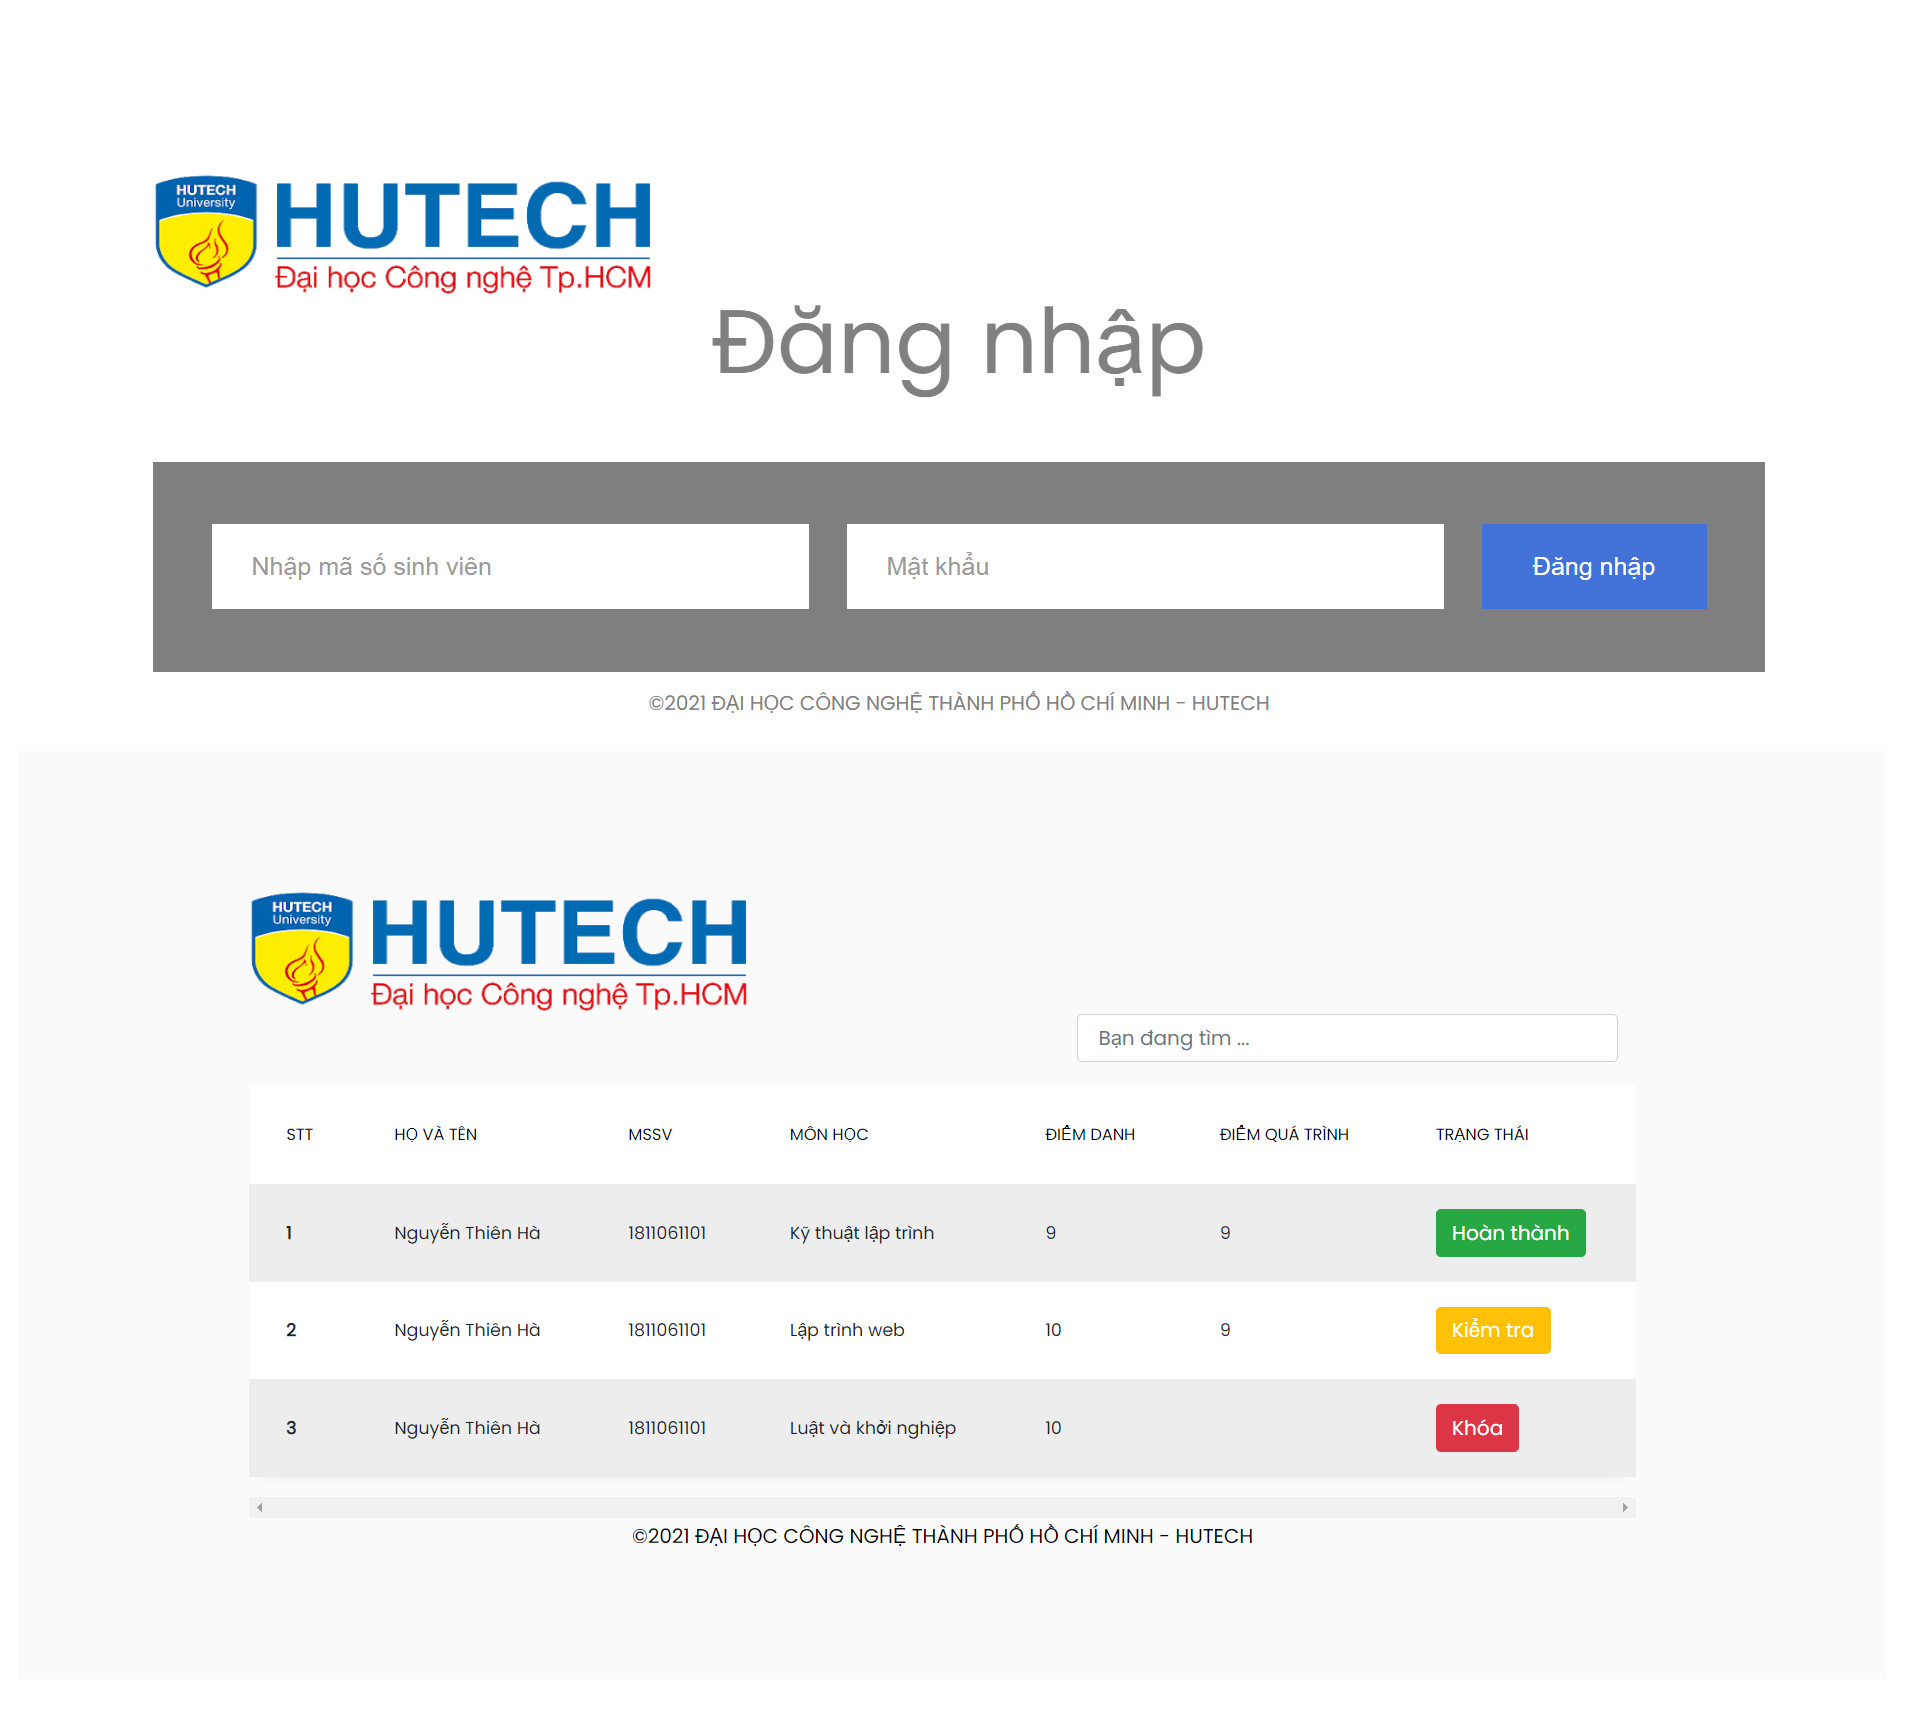 HUTECH
University
HUTECH
Đại học Công nghệ Tp.HCM
Đăng nhập
Nhập mã số sinh viên Mật khẩu Đăng nhập
©2021 ĐẠI HỌC CÔNG NGHỆ THÀNH PHỐ HỒ CHÍ MINH - HUTECH
HUTECH
University
HUTECH
Đại học Công nghệ Tp.HCM
Bạn đang tìm ...
STT HỌ VÀ TÊN MSSV MÔN HỌC ĐIỂM DANH ĐIỂM QUÁ TRÌNH TRẠNG THÁI
1 Nguyễn Thiên Hà 1811061101 Kỹ thuật lập trình 9 9 Hoàn thành
2 Nguyễn Thiên Hà 1811061101 Lập trình web 10 9 Kiểm tra
3 Nguyễn Thiên Hà 1811061101 Luật và khởi nghiệp 10 Khóa
©2021 ĐẠI HỌC CÔNG NGHỆ THÀNH PHỐ HỒ CHÍ MINH - HUTECH